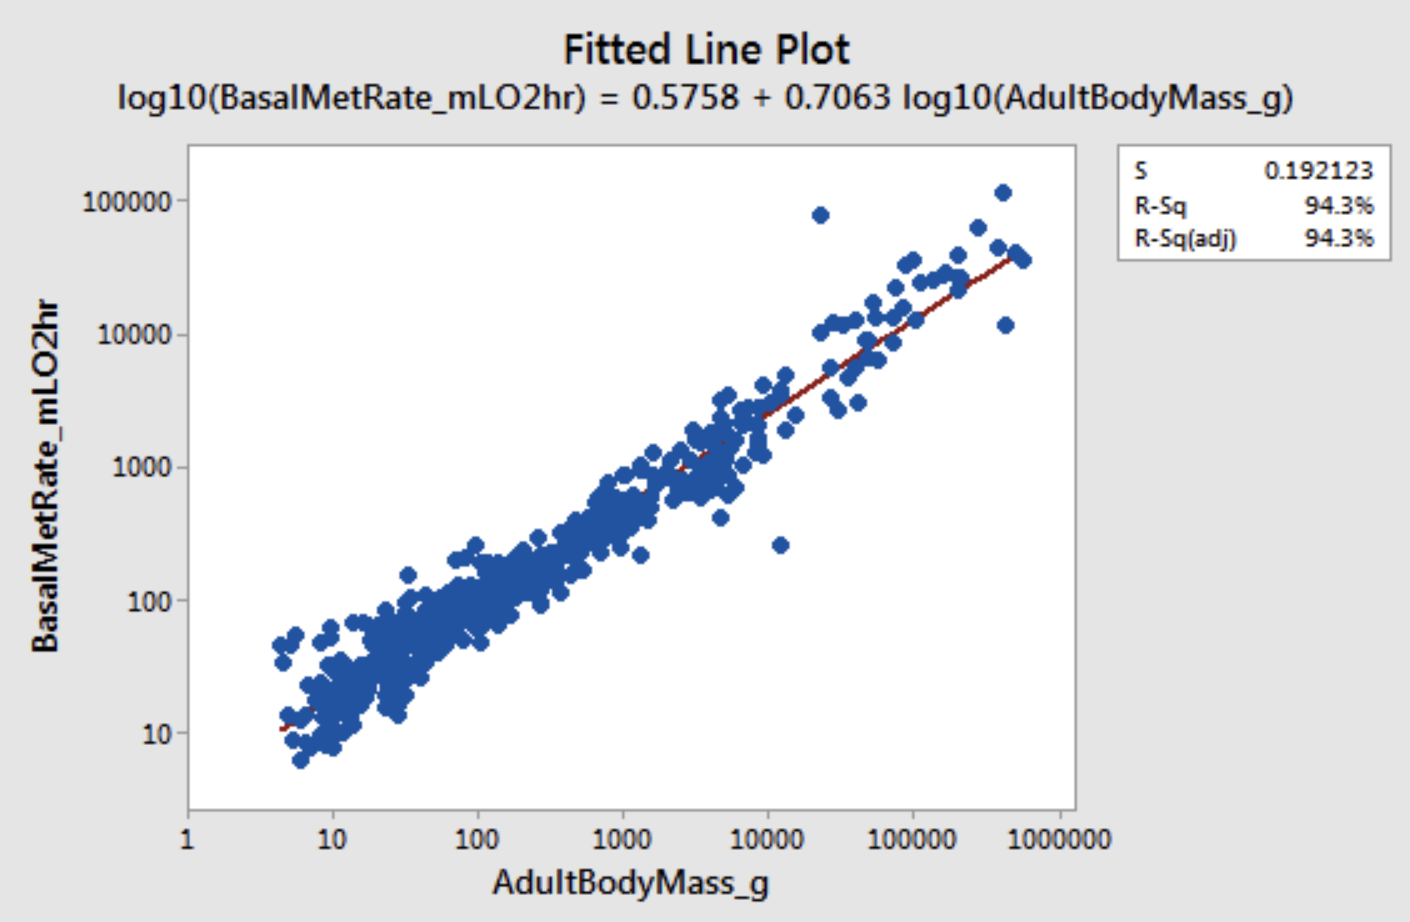 Fitted Line Plot
log10(BasalMetRate_mLO2hr) = 0.5758 + 0.7063 log10(AdultBodyMass_g)
S 0.192123
R-Sq 94.3%
R-Sq(adj) 94.3%
BasalMetRate_mLO2hr
100000
10000
1000
100
10
1 10 100 1000 10000 100000 1000000
AdultBodyMass_g